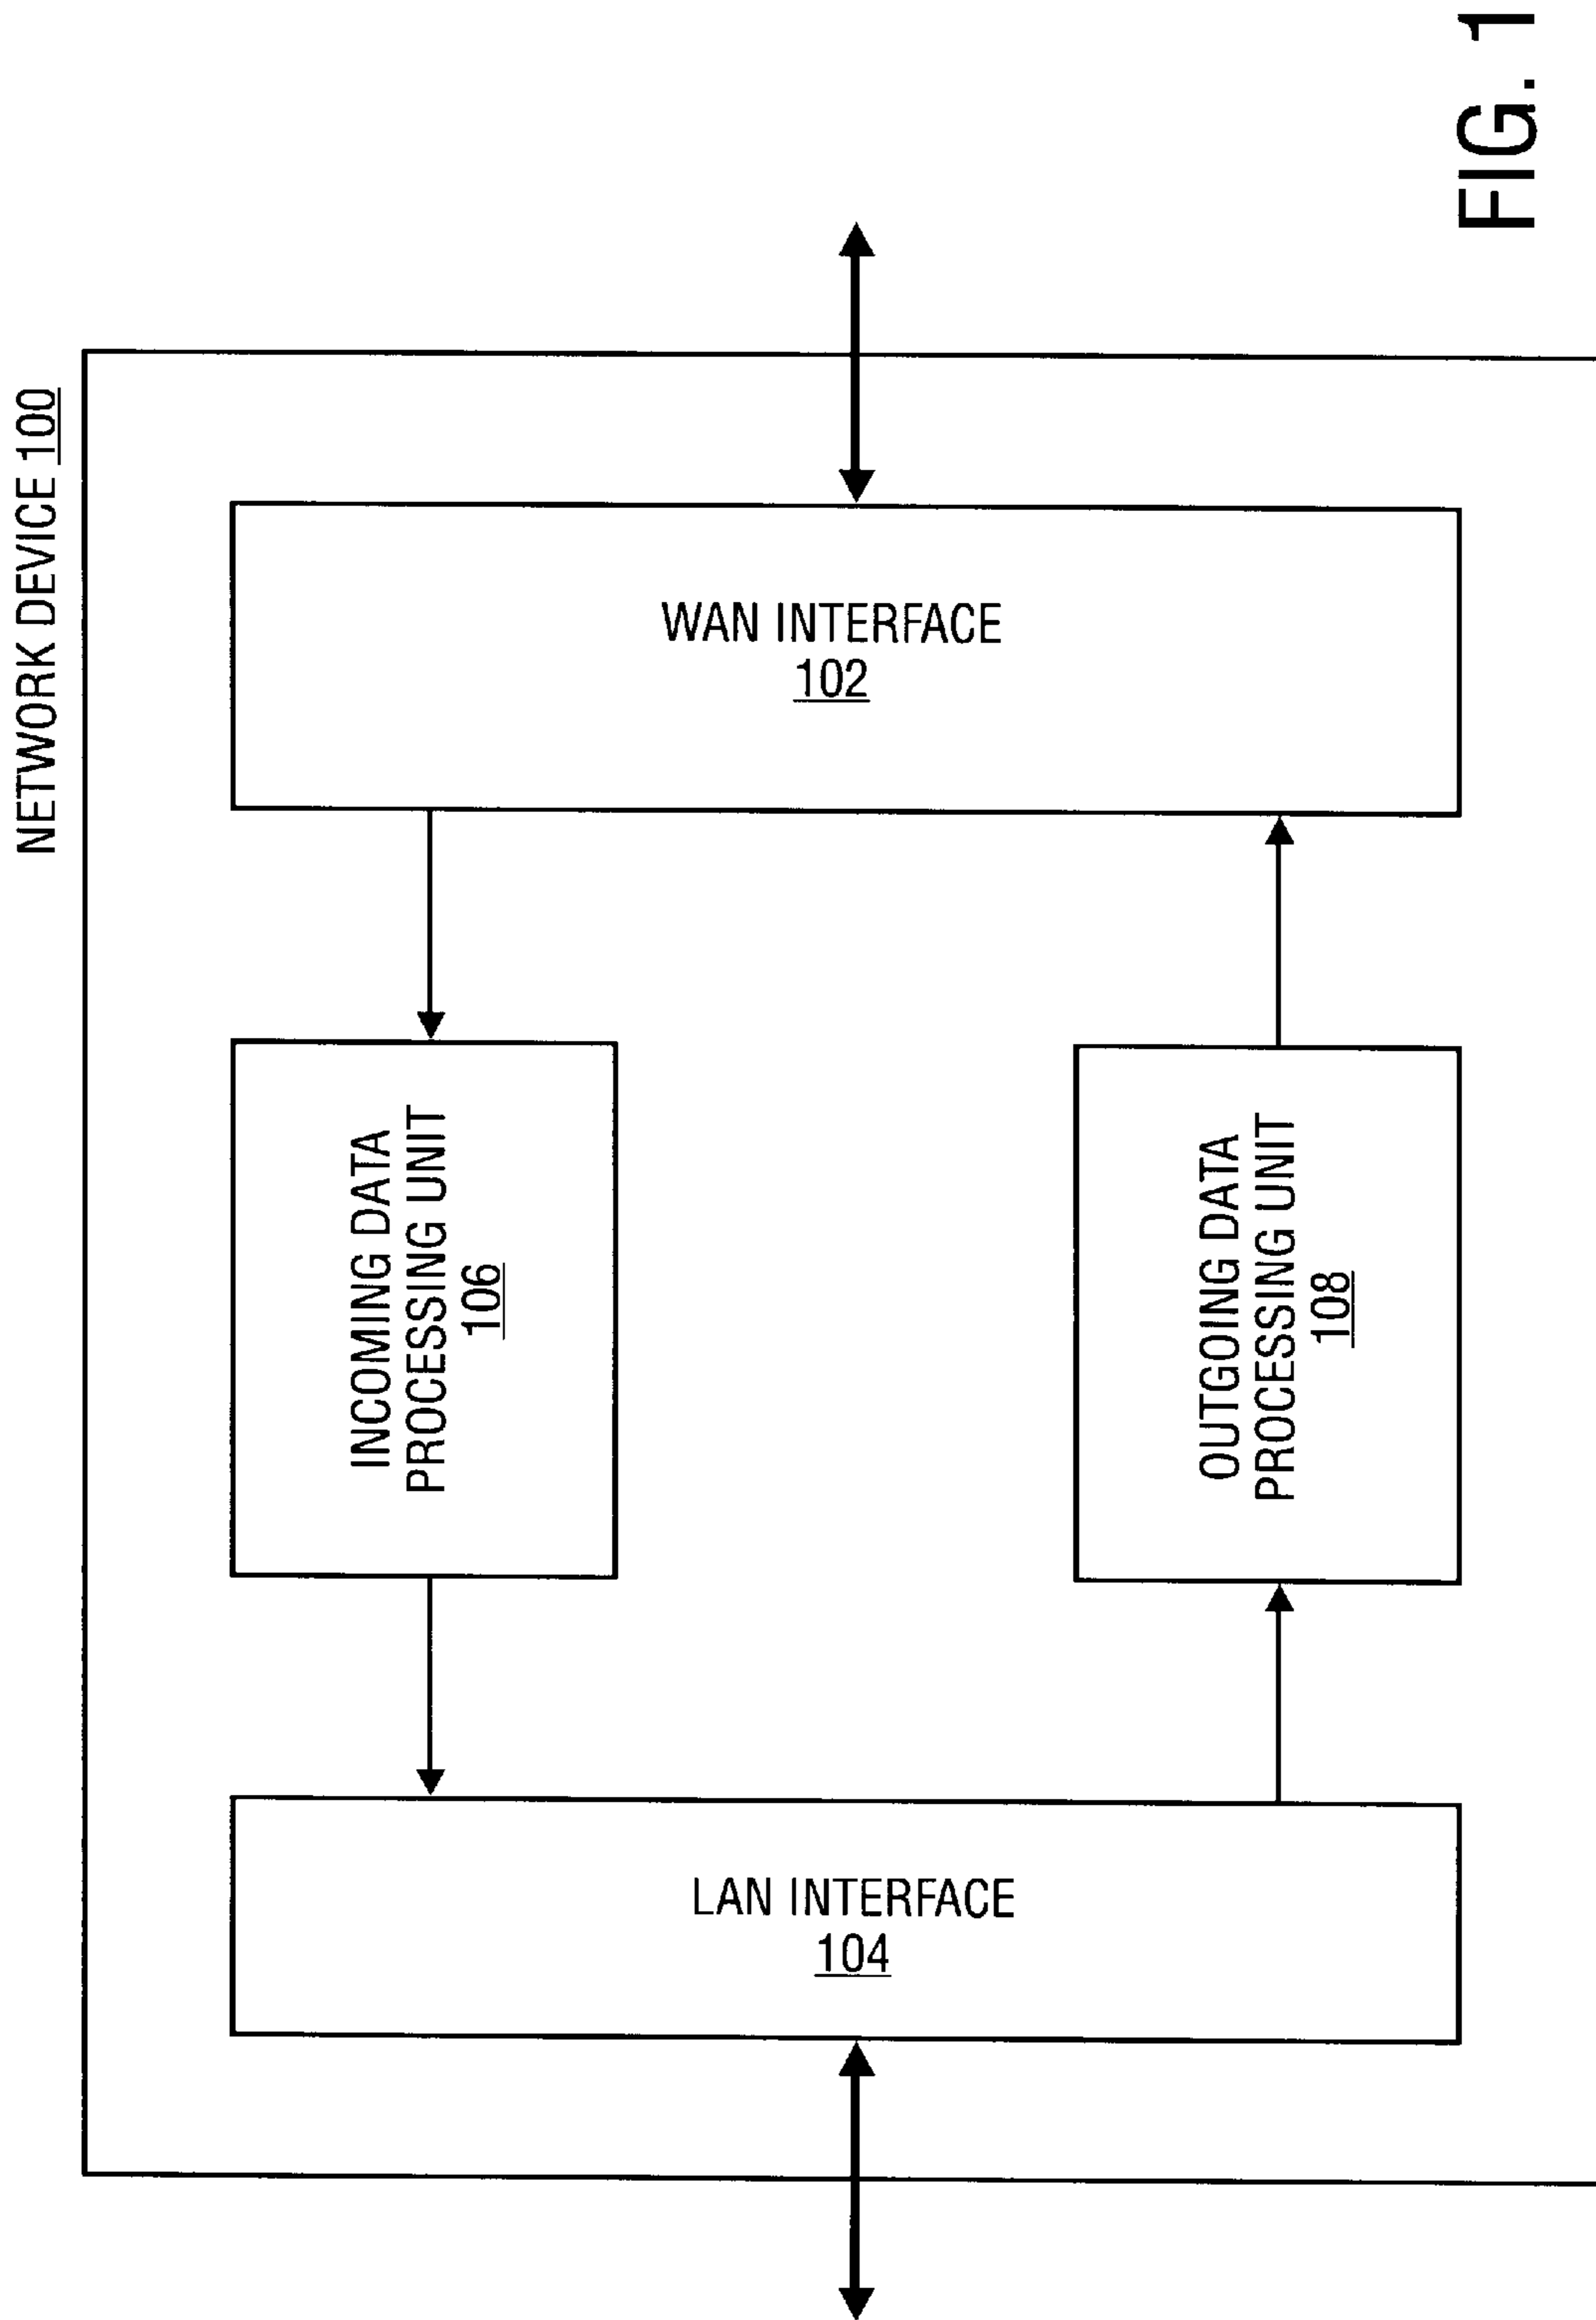 NETWORK DEVICE 100
WAN INTERFACE
102
INCOMING DATA
PROCESSING UNIT
106
OUTGOING DATA
PROCESSING UNIT
108
LAN INTERFACE
104
FIG. 1